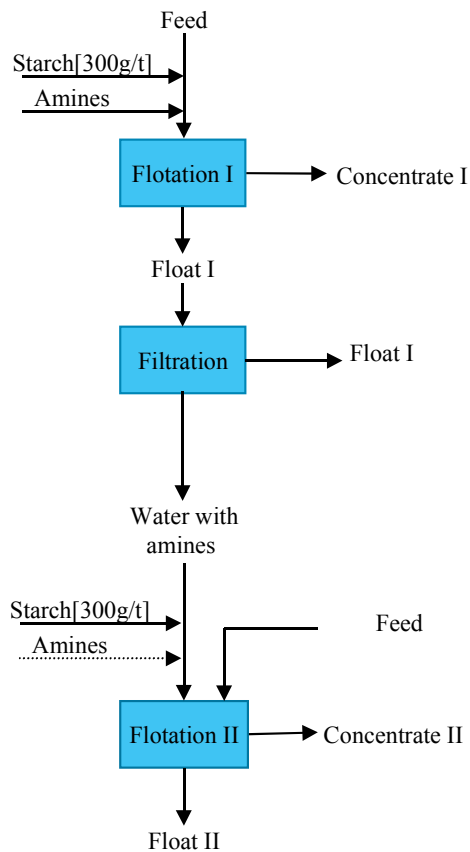 Feed
Starch[300g/t]
Amines
Flotation I
Concentrate I
Float I
Filtration
Float I
Water with
amines
Starch[300g/t]
Feed
Amines
Flotation II
Concentrate II
Float II